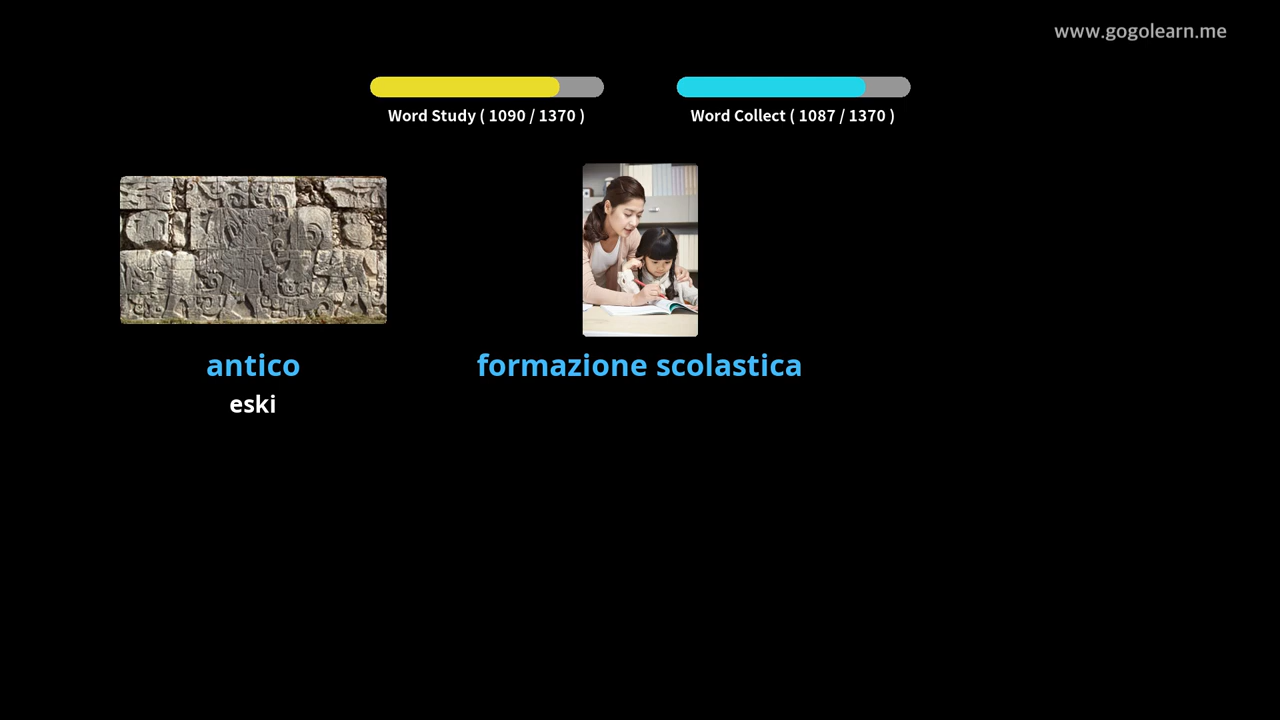 www.gogolearn.me
Word Study ( 1090 / 1370 )
Word Collect ( 1087 / 1370 )
antico
eski
formazione scolastica